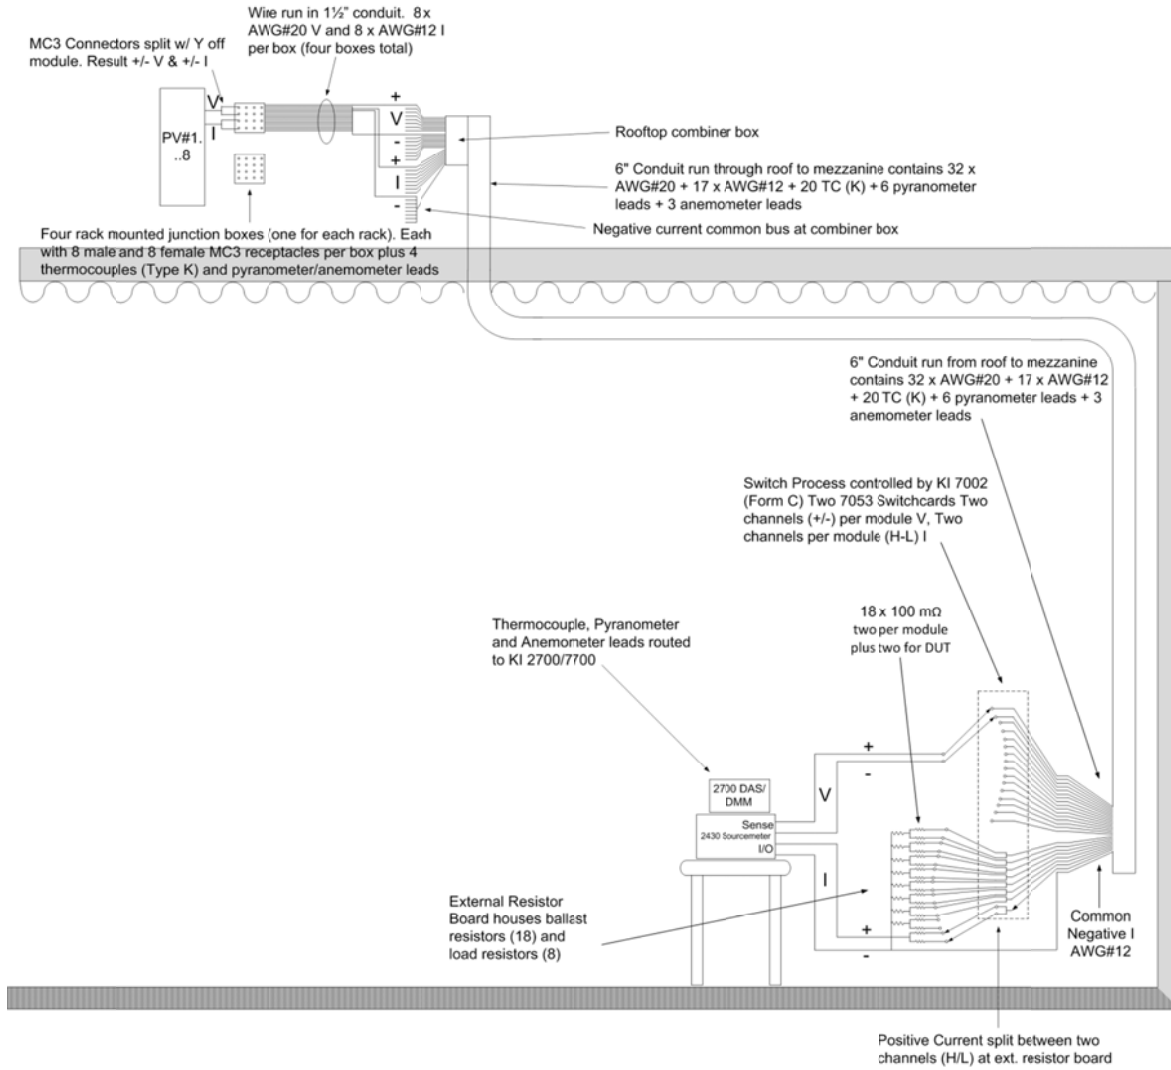 Wire run in 1½" conduit. 8x
AWG#20 V and 8 x AWG#12 I
per box (four boxes total)
MC3 Connectors split w/ Y off
module. Result +/- V & +/- I
V
I
PV#1.
..8
+
V
-
+
I
-
Rooftop combiner box
6" Conduit run through roof to mezzanine contains 32 x
AWG#20 + 17 x AWG#12 + 20 TC (K) + 6 pyranometer
leads + 3 anemometer leads
Negative current common bus at combiner box
Four rack mounted junction boxes (one for each rack). Each
with 8 male and 8 female MC3 receptacles per box plus 4
thermocouples (Type K) and pyranometer/anemometer leads
6" Conduit run from roof to mezzanine
contains 32 x AWG#20 + 17 x AWG#12
+ 20 TC (K) + 6 pyranometer leads + 3
anemometer leads
Switch Process controlled by KI 7002
(Form C) Two 7053 Switchcards Two
channels (+/-) per module V, Two
channels per module (H-L) I
18 x 100 mΩ
two per module
plus two for DUT
Thermocouple, Pyranometer
and Anemometer leads routed
to KI 2700/7700
+
-
V
2700 DAS/
DMM
Sense
2430 Sourcemeter
I/O
I
+
-
External Resistor
Board houses ballast
resistors (18) and
load resistors (8)
Common
Negative I
AWG#12
Positive Current split between two
channels (H/L) at ext. resistor board